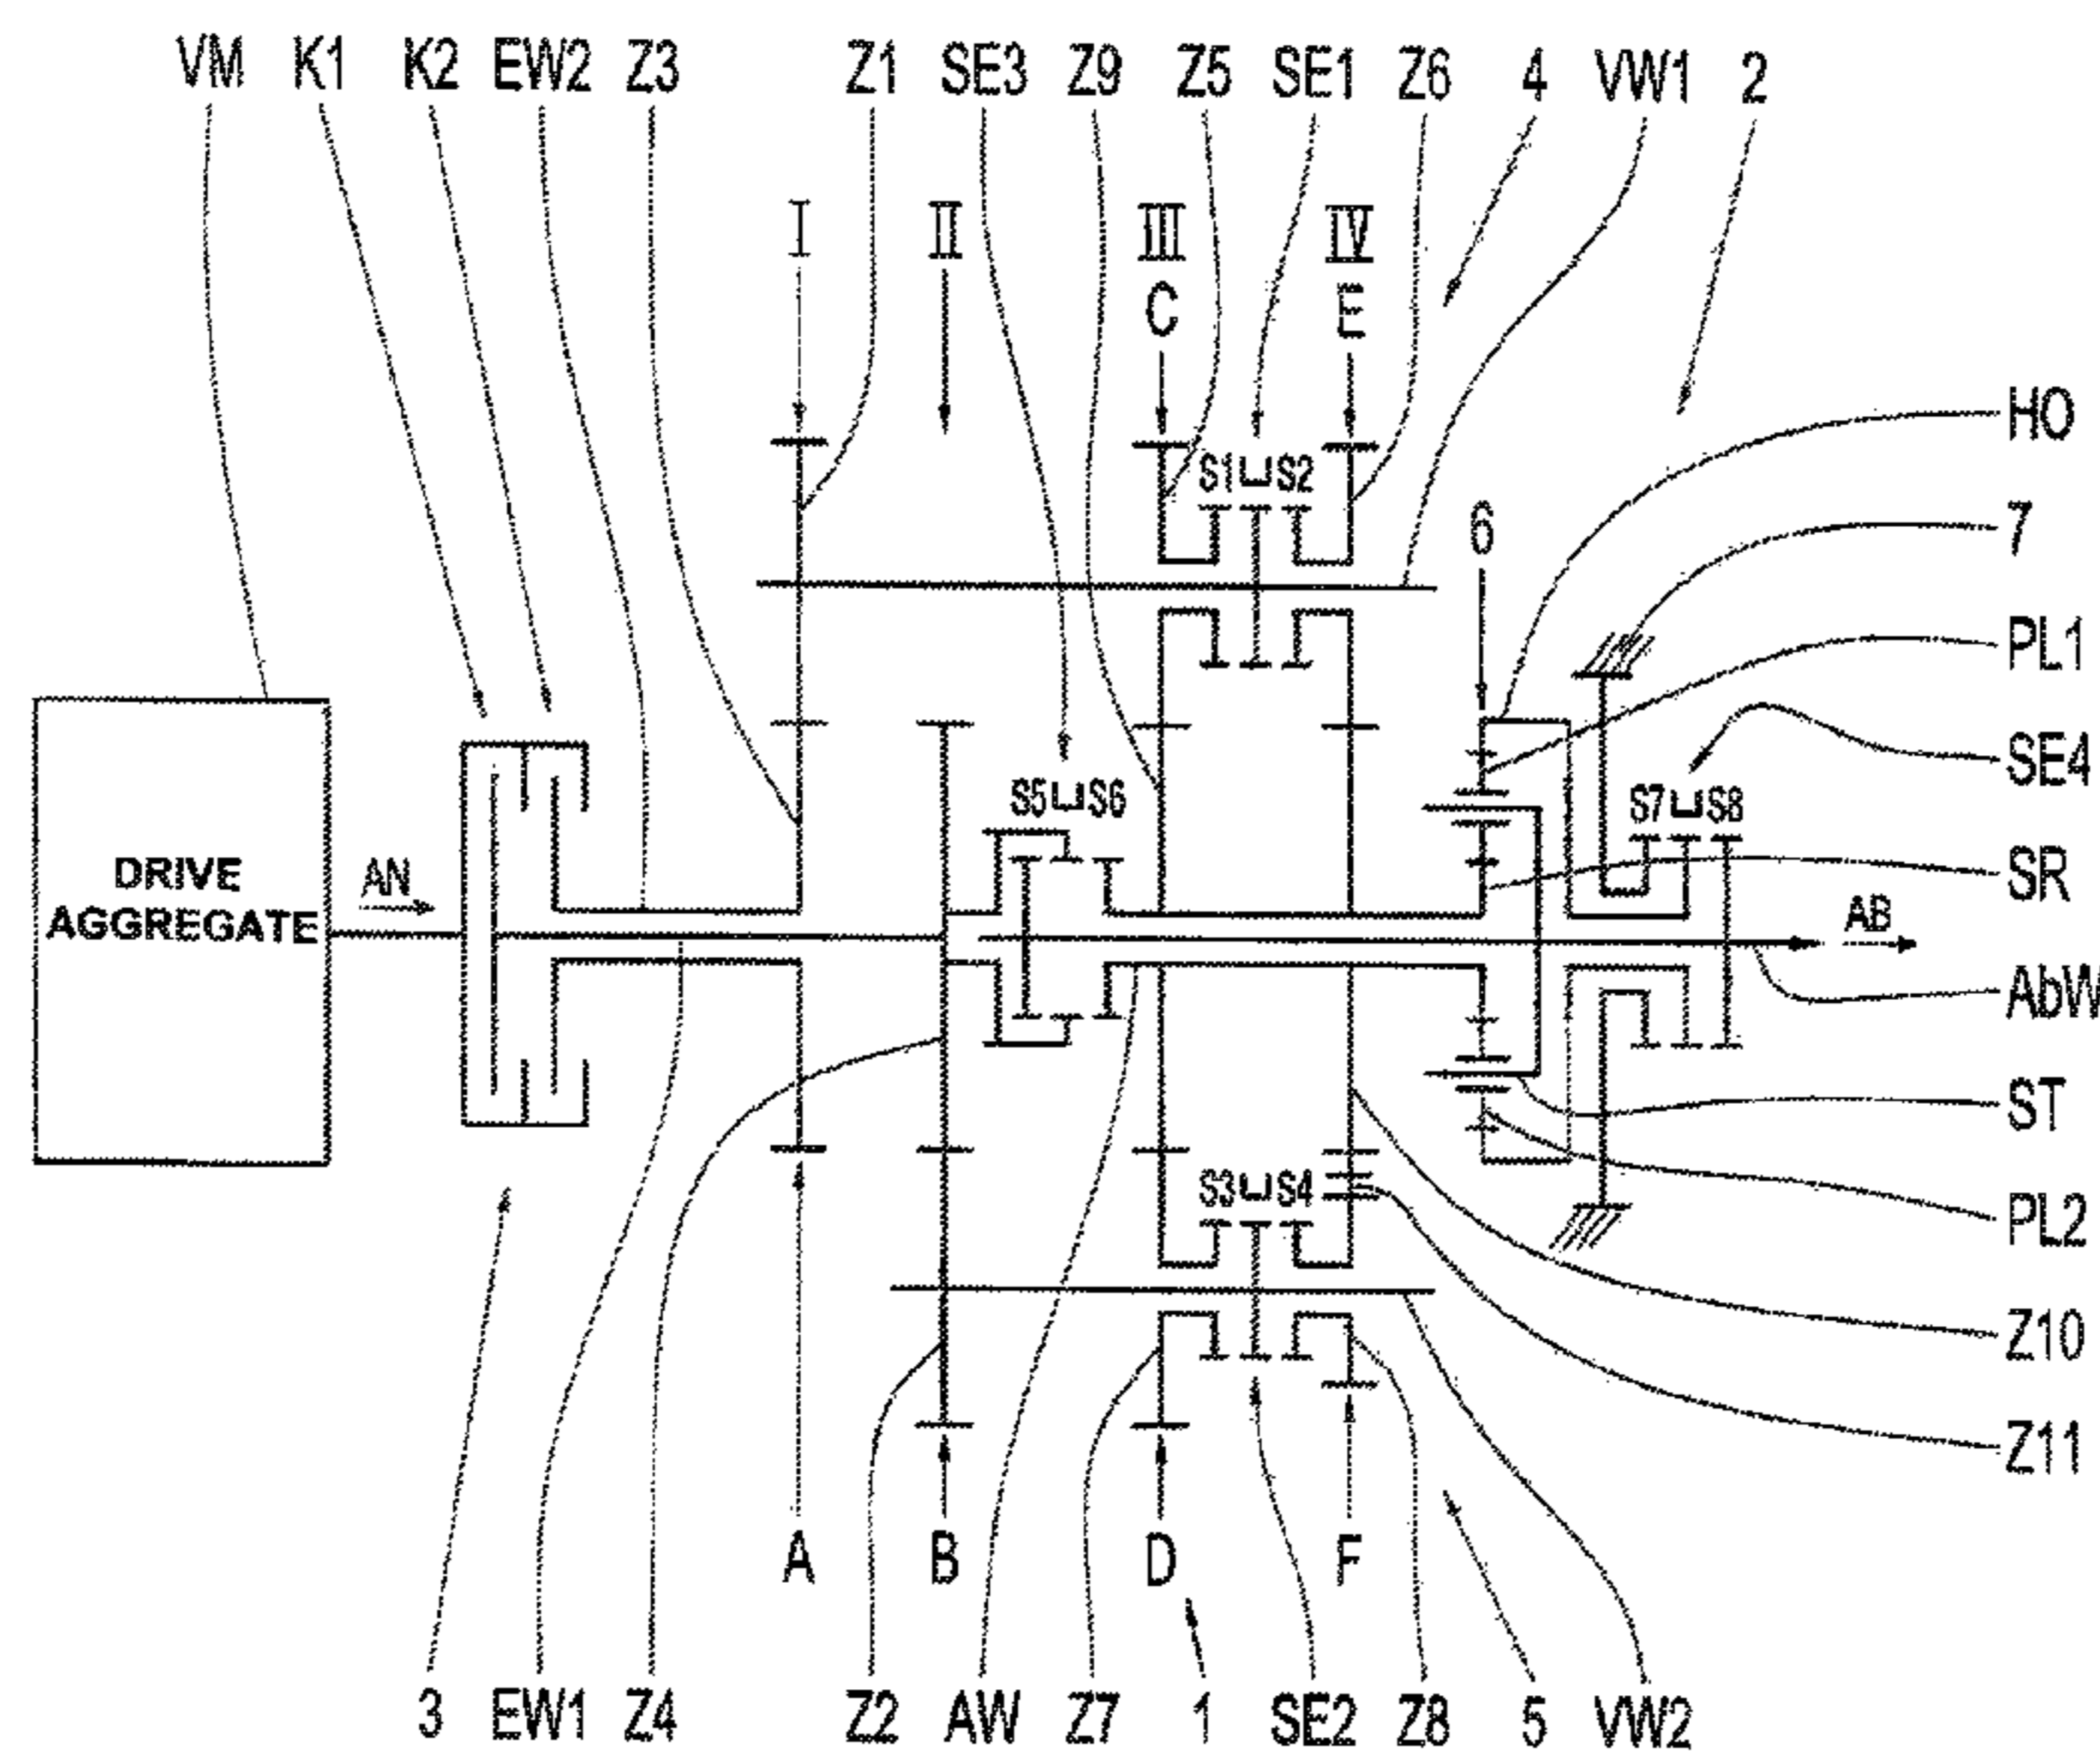 VM K1 K2 EW2 Z3 Z1 SE3 Z9 Z5 SE1 Z6 4 VW1 2
I II III IV
C E
HO
S1 S2
6 7
PL1
SE4
S5 S6 S7 S8
DRIVE
AGGREGATE
AN
SR
AB
AbW
ST
S3 S4
PL2
Z10
Z11
A B D F
3 EW1 Z4 Z2 AW Z7 1 SE2 Z8 5 VW2